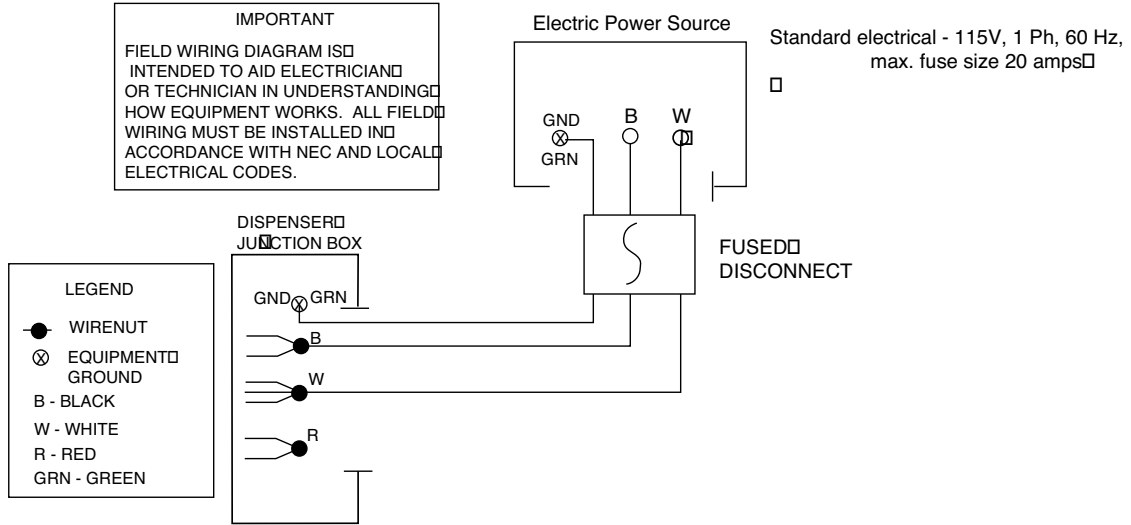 IMPORTANT
FIELD WIRING DIAGRAM IS
INTENDED TO AID ELECTRICIAN
OR TECHNICIAN IN UNDERSTANDING
HOW EQUIPMENT WORKS. ALL FIELD
WIRING MUST BE INSTALLED IN
ACCORDANCE WITH NEC AND LOCAL
ELECTRICAL CODES.
Electric Power Source
Standard electrical - 115V, 1 Ph, 60 Hz,
max. fuse size 20 amps
GND
GRN
B
W
FUSED
DISCONNECT
DISPENSER
JUNCTION BOX
GND
GRN
B
W
R
LEGEND
WIRENUT
EQUIPMENT
GROUND
B - BLACK
W - WHITE
R - RED
GRN - GREEN